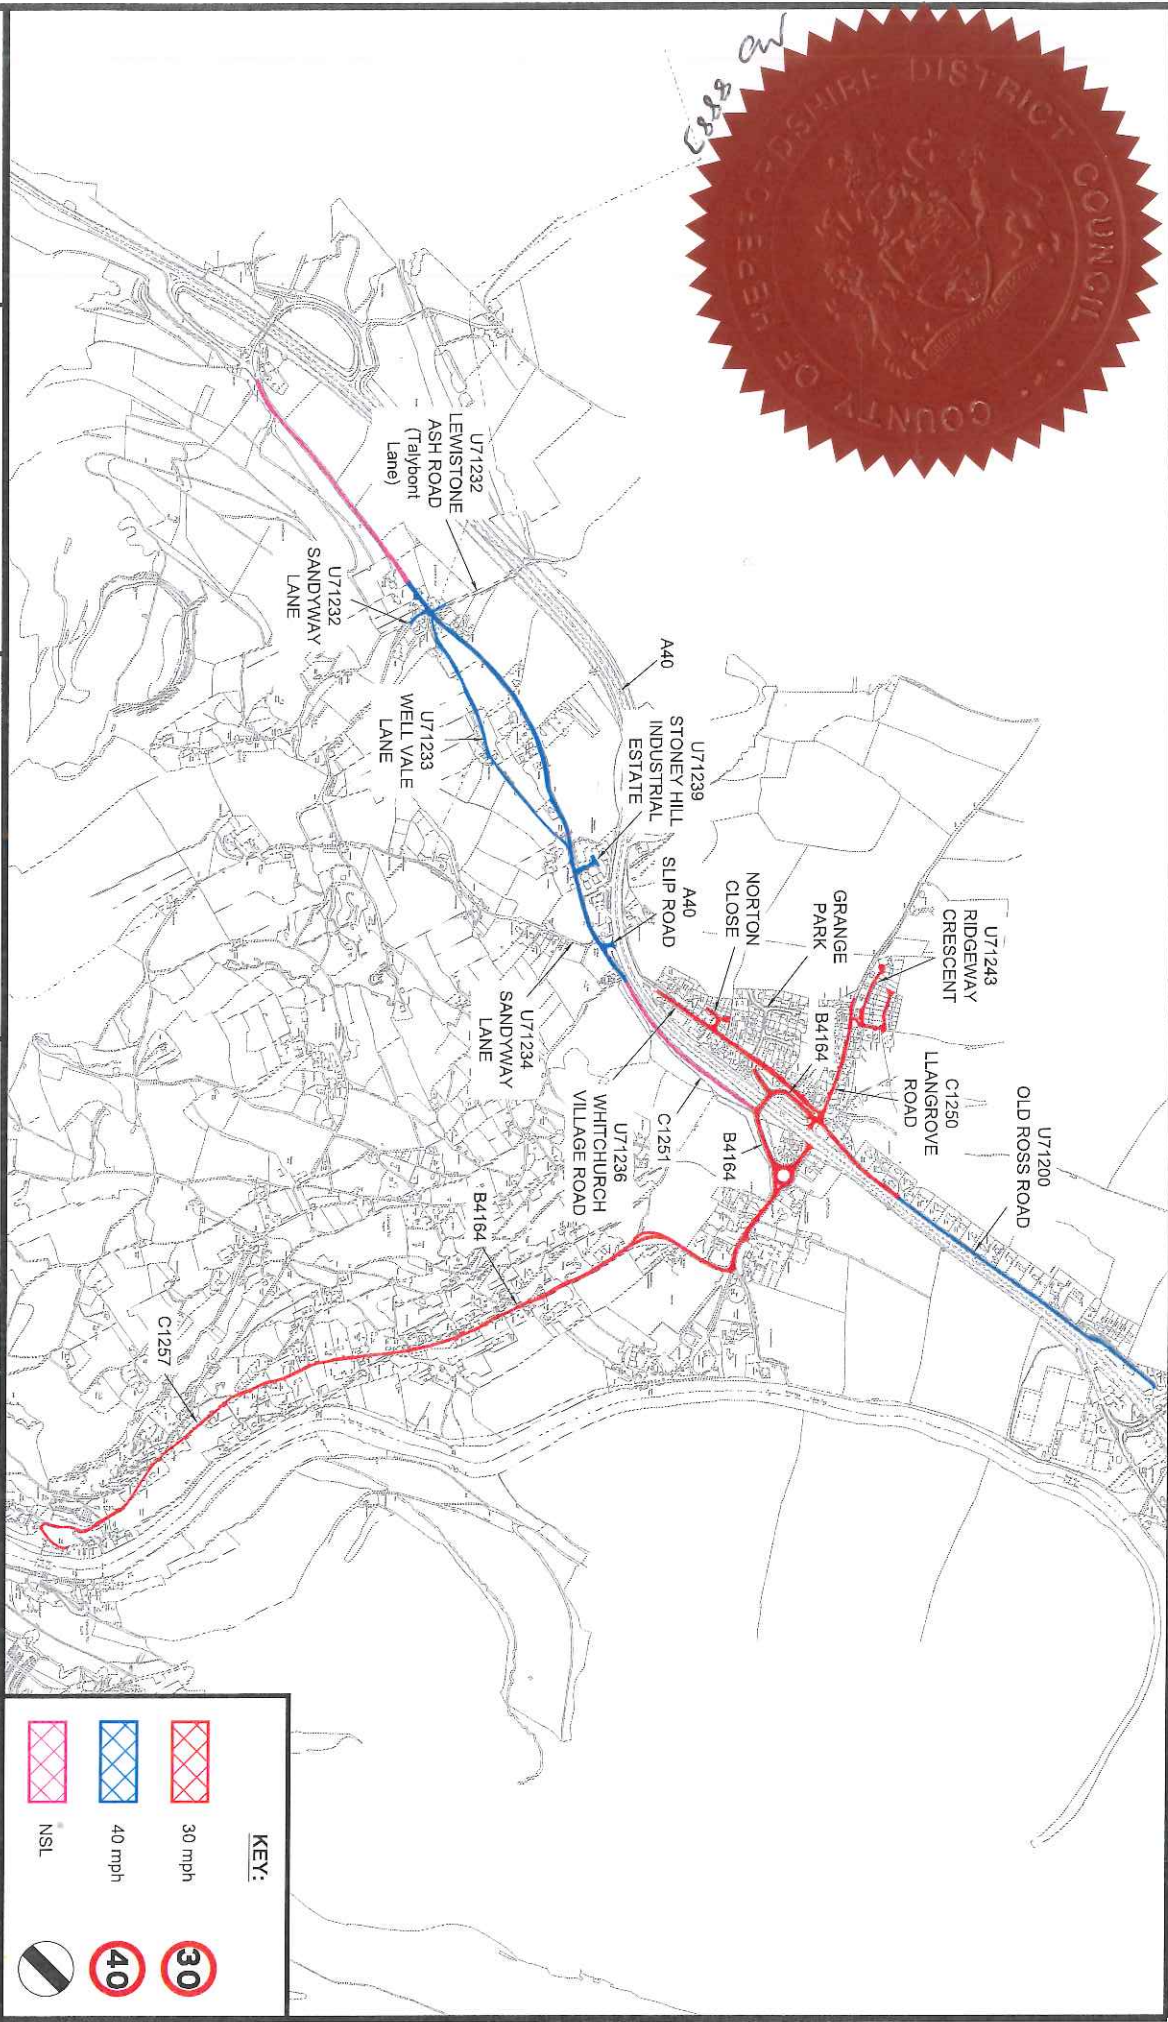 COUNTY OF HEREFORDSHIRE DISTRICT COUNCIL
U71232
LEWISTONE
ASH ROAD
(Talybont
Lane)
U71232
SANDYWAY
LANE
A40
U71233
WELL VALE
LANE
U71239
STONEY HILL
INDUSTRIAL
ESTATE
A40
SLIP ROAD
NORTON
CLOSE
GRANGE
PARK
U71243
RIDGEWAY
CRESCENT
B4164
C1250
LLANGROVE
ROAD
U71200
OLD ROSS ROAD
U71234
SANDYWAY
LANE
C1251
B4164
U71236
WHITCHURCH
VILLAGE ROAD
B4164
C1257
KEY:
30 mph
30
40 mph
40
NSL